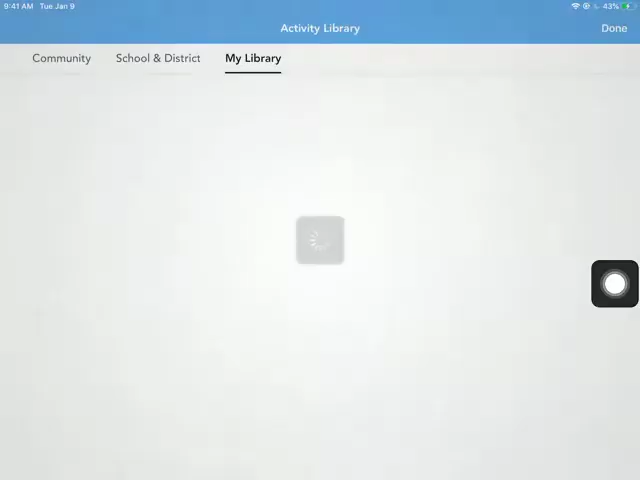 9:41 AM Tue Jan 9
43%
Activity Library
Done
Community
School & District
My Library